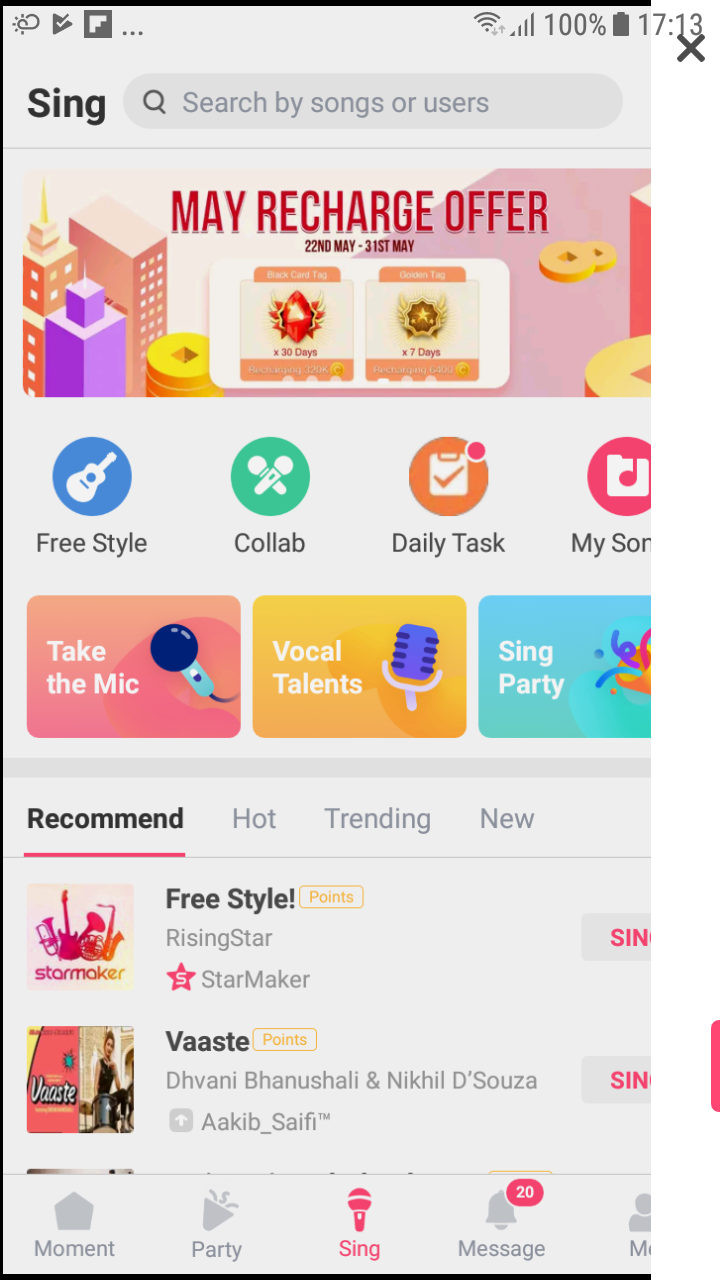 ... 100% 17:13
Sing Search by songs or users
MAY RECHARGE OFFER
22ND MAY - 31ST MAY
Black Card Tag Golden Tag
x 30 Days x 7 Days
Recharging 320K Recharging 6400
Free Style Collab Daily Task My Son
Take
the Mic
Vocal
Talents
Sing
Party
Recommend Hot Trending New
Free Style! Points
RisingStar
StarMaker
starmaker
SIN
Vaaste Points
Dhvani Bhanushali & Nikhil D’Souza
Aakib_Saifi™
Vaaste
SIN
Moment Party Sing Message 20 Me